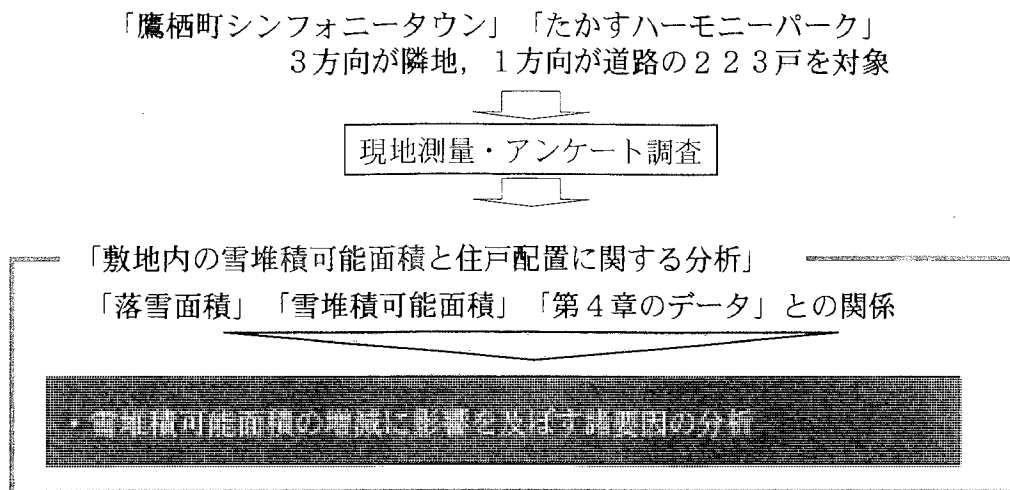 「鷹栖町シンフォニータウン」「たかすハーモニーパーク」
3方向が隣地，1方向が道路の223戸を対象
現地測量・アンケート調査
「敷地内の雪堆積可能面積と住戸配置に関する分析」
「落雪面積」「雪堆積可能面積」「第4章のデータ」との関係
・雪堆積可能面積の増減に影響を及ぼす諸要因の分析